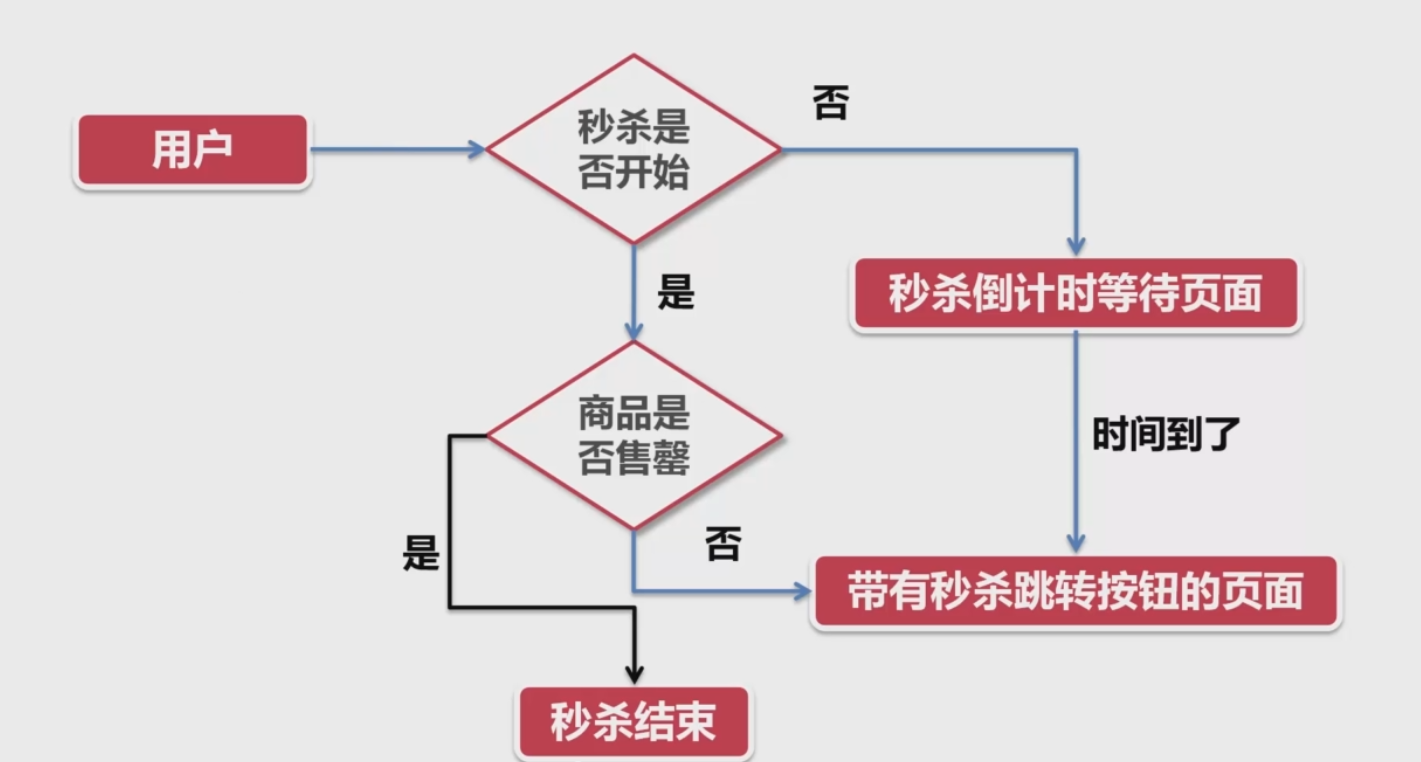 用户
秒杀是
否开始
否
是
秒杀倒计时等待页面
商品是
否售罄
时间到了
是
否
带有秒杀跳转按钮的页面
秒杀结束